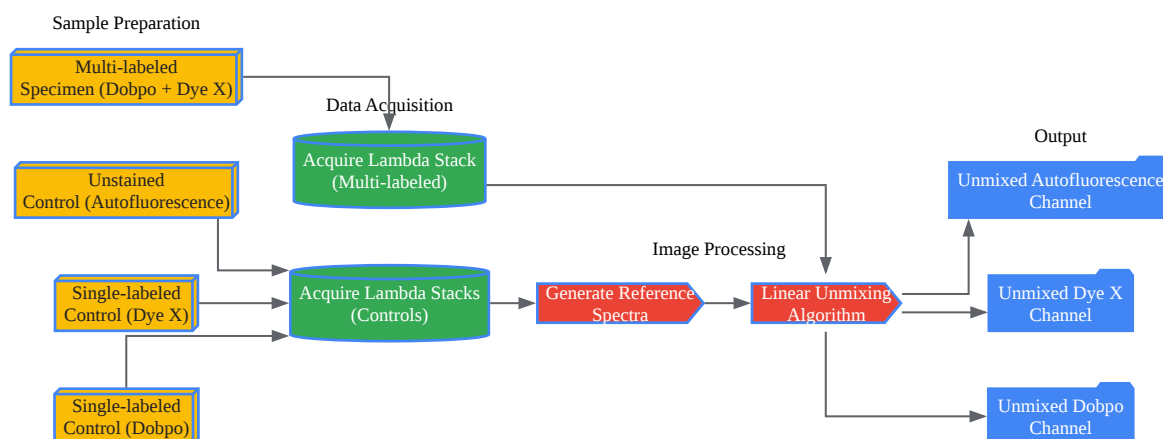 Sample Preparation
Multi-labeled
Specimen (Dobpo + Dye X)
Data Acquisition
Acquire Lambda Stack
(Multi-labeled)
Unstained
Control (Autofluorescence)
Single-labeled
Control (Dye X)
Single-labeled
Control (Dobpo)
Acquire Lambda Stacks
(Controls)
Image Processing
Generate Reference
Spectra
Linear Unmixing
Algorithm
Output
Unmixed Autofluorescence
Channel
Unmixed Dye X
Channel
Unmixed Dobpo
Channel